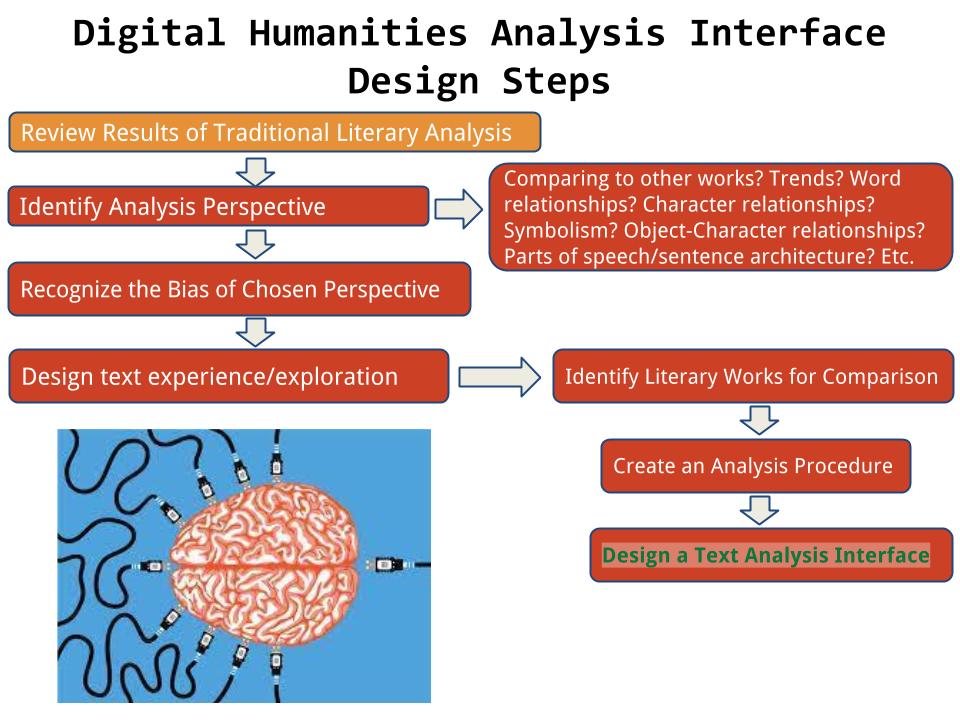 Digital Humanities Analysis Interface
Design Steps
Review Results of Traditional Literary Analysis
Identify Analysis Perspective
Comparing to other works? Trends? Word
relationships? Character relationships?
Symbolism? Object-Character relationships?
Parts of speech/sentence architecture? Etc.
Recognize the Bias of Chosen Perspective
Design text experience/exploration
Identify Literary Works for Comparison
Create an Analysis Procedure
Design a Text Analysis Interface